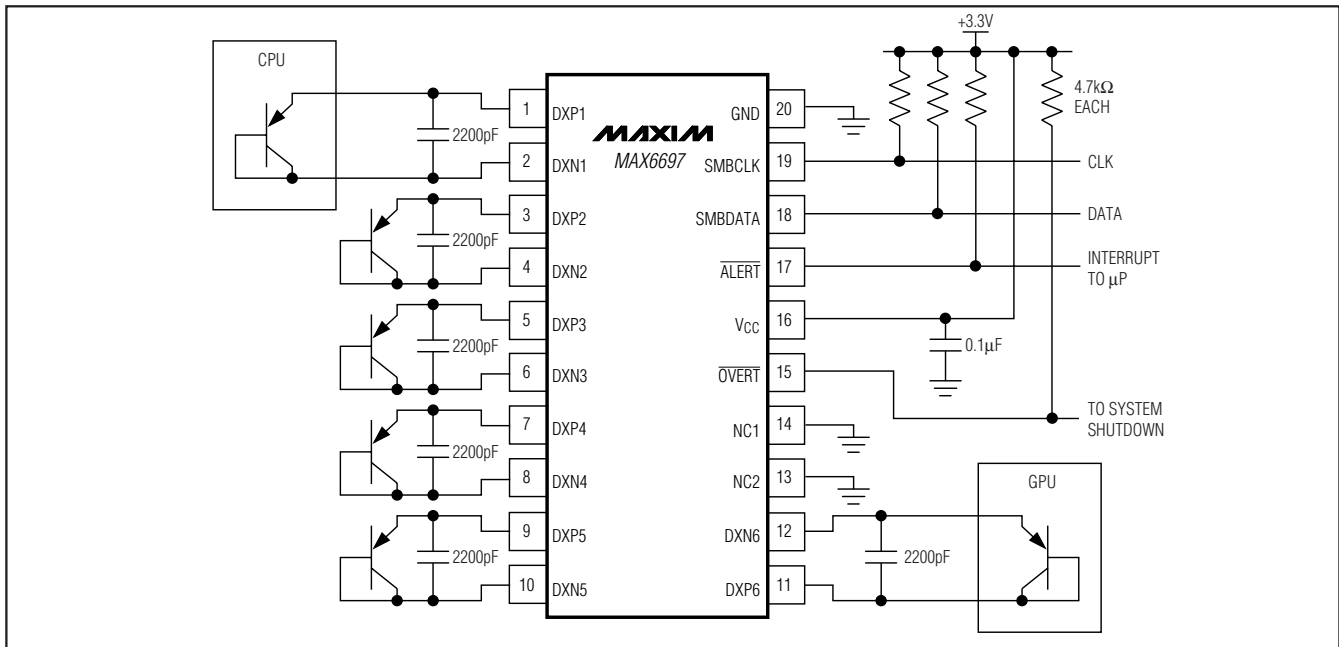 CPU
2200pF
2200pF
2200pF
2200pF
2200pF
1
2
3
4
5
6
7
8
9
10
DXP1
DXN1
DXP2
DXN2
DXP3
DXN3
DXP4
DXN4
DXP5
DXN5
MAXIM
MAX6697
GND
SMBCLK
SMBDATA
ALERT
VCC
OVERT
NC1
NC2
DXN6
DXP6
20
19
18
17
16
15
14
13
12
11
+3.3V
4.7kΩ
EACH
CLK
DATA
INTERRUPT
TO µP
0.1µF
TO SYSTEM
SHUTDOWN
GPU
2200pF